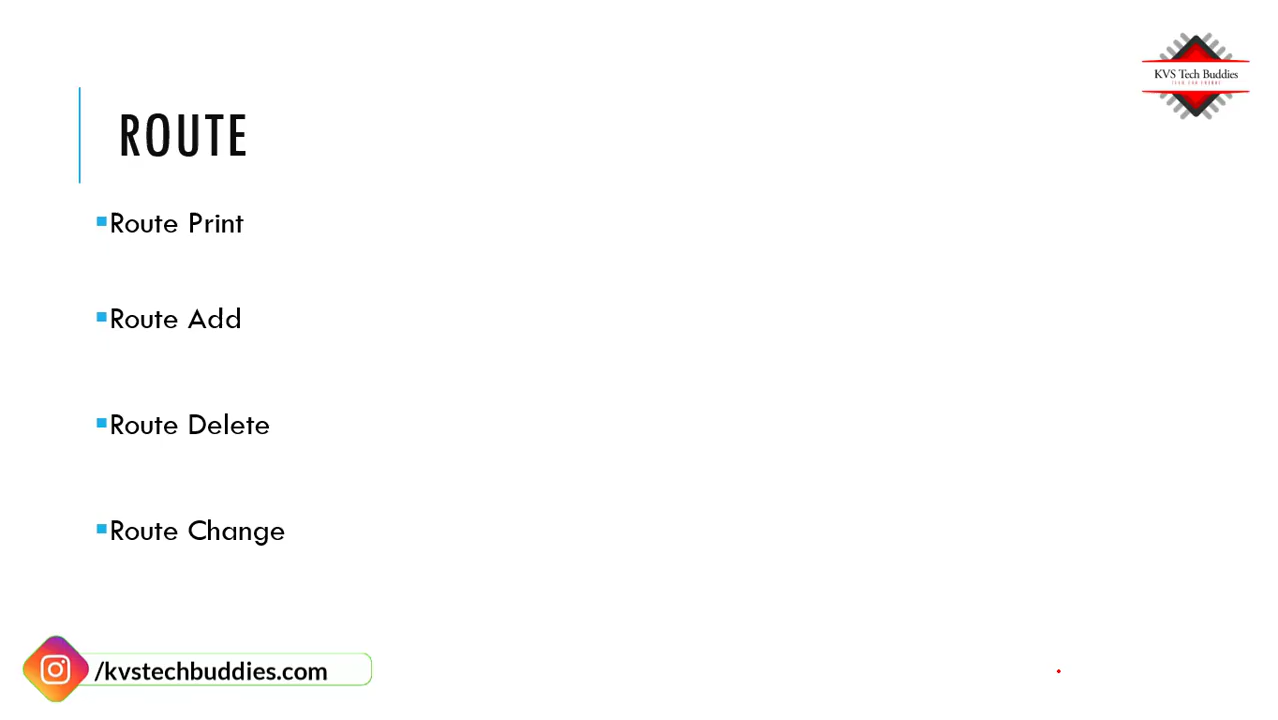 KVS Tech Buddies
ROUTE
Route Print
Route Add
Route Delete
Route Change
/kvstechbuddies.com